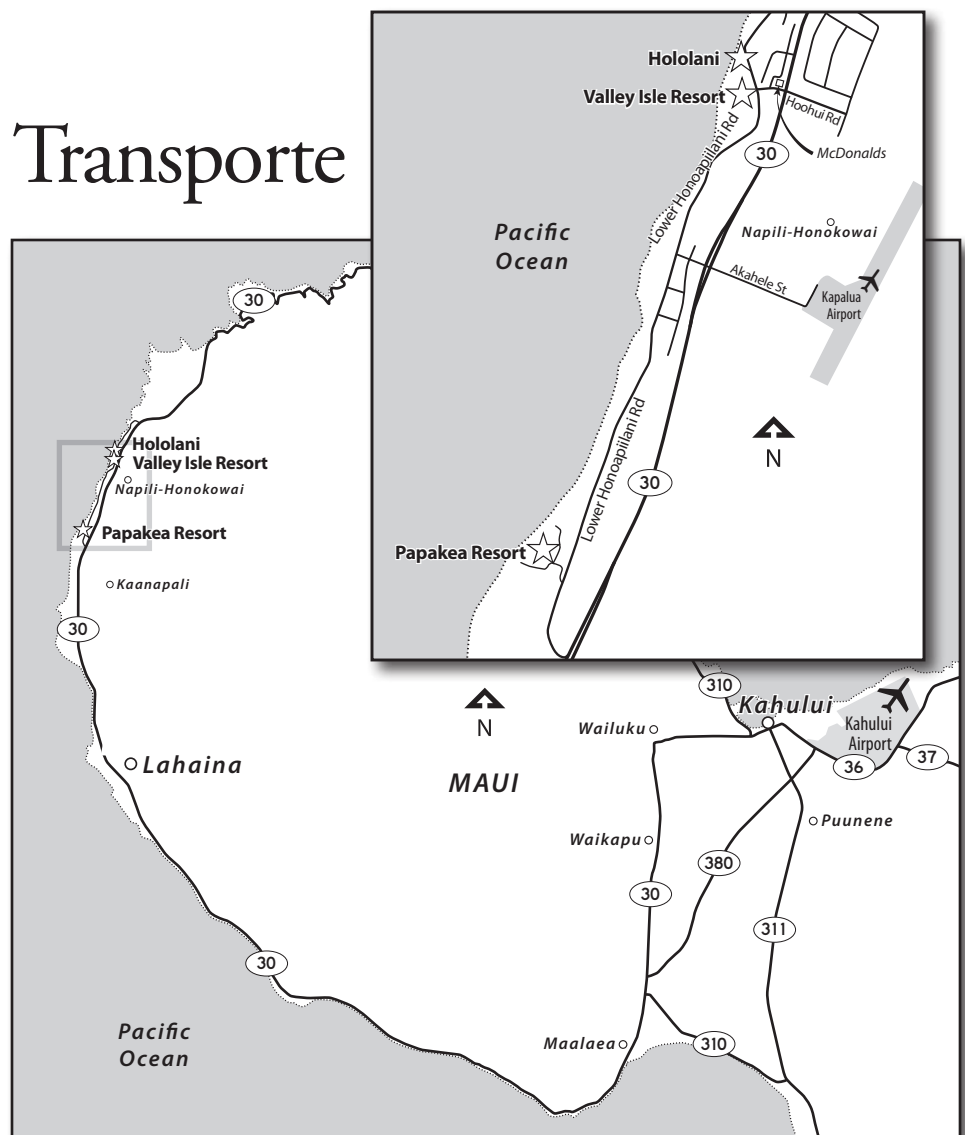 Transporte
Hololani
Valley Isle Resort
Hoohui Rd
McDonalds
30
Lower Honoapiilani Rd
Napili-Honokowai
Pacific
Ocean
Akahele St
Kapalua
Airport
N
Lower Honoapiilani Rd
30
Papakea Resort
30
Hololani
Valley Isle Resort
Napili-Honokowai
Papakea Resort
Kaanapali
30
310
Kahului
Kahului
Airport
N
Wailuku
36
37
Lahaina
MAUI
Puunene
Waikapu
380
30
311
30
Pacific
Ocean
Maalaea
310